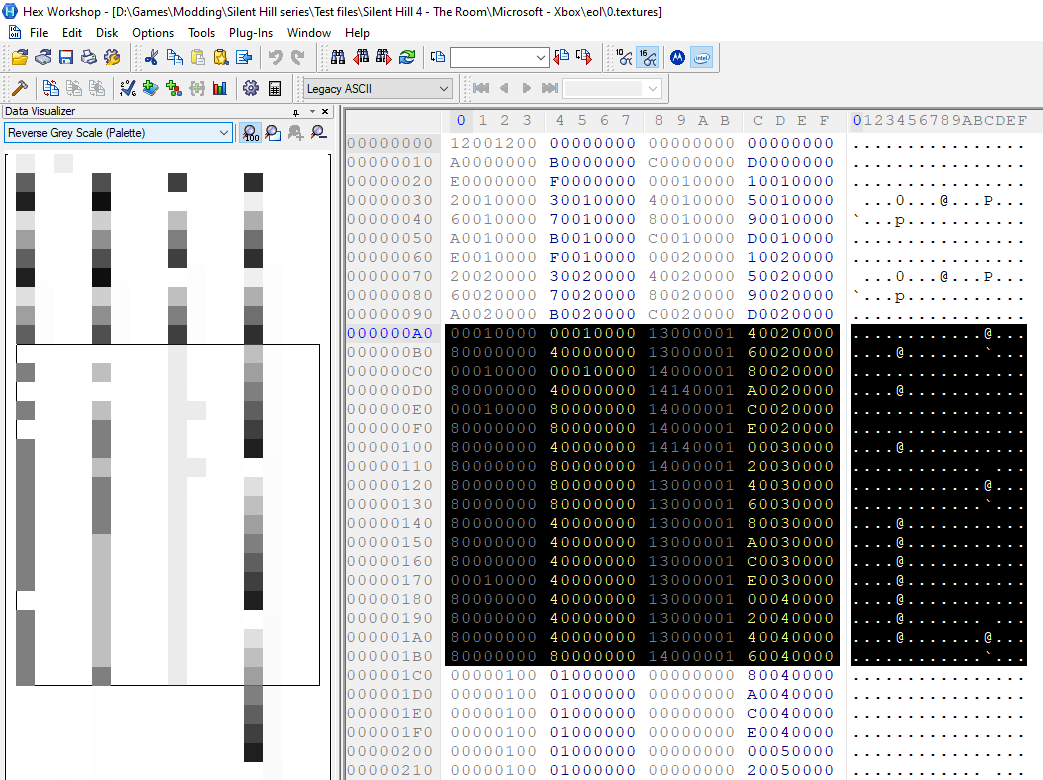 Hex Workshop - [D:\Games\Modding\Silent Hill series\Test files\Silent Hill 4 - The Room\Microsoft - Xbox\eol\0.textures]
File Edit Disk Options Tools Plug-Ins Window Help
10 16 intel
Legacy ASCII
Data Visualizer
Reverse Grey Scale (Palette) 100
0 1 2 3 4 5 6 7 8 9 A B C D E F 0123456789ABCDEF
00000000 12001200 00000000 00000000 00000000 ................
00000010 A0000000 B0000000 C0000000 D0000000 ................
00000020 E0000000 F0000000 00010000 10010000 ................
00000030 20010000 30010000 40010000 50010000  ...0...@...P...
00000040 60010000 70010000 80010000 90010000 `...p...........
00000050 A0010000 B0010000 C0010000 D0010000 ................
00000060 E0010000 F0010000 00020000 10020000 ................
00000070 20020000 30020000 40020000 50020000  ...0...@...P...
00000080 60020000 70020000 80020000 90020000 `...p...........
00000090 A0020000 B0020000 C0020000 D0020000 ................
000000A0 00010000 00010000 13000001 40020000 ............@...
000000B0 80000000 40000000 13000001 60020000 ....@.......`...
000000C0 00010000 00010000 14000001 80020000 ................
000000D0 80000000 40000000 14140001 A0020000 ....@...........
000000E0 00010000 80000000 14000001 C0020000 ................
000000F0 80000000 80000000 14000001 E0020000 ................
00000100 80000000 40000000 14140001 00030000 ....@...........
00000110 80000000 80000000 14000001 20030000 ............ ...
00000120 80000000 80000000 13000001 40030000 ............@...
00000130 80000000 80000000 13000001 60030000 ............`...
00000140 80000000 40000000 13000001 80030000 ....@...........
00000150 80000000 40000000 13000001 A0030000 ....@...........
00000160 80000000 40000000 13000001 C0030000 ....@...........
00000170 00010000 40000000 13000001 E0030000 ....@...........
00000180 80000000 40000000 13000001 00040000 ....@...........
00000190 80000000 40000000 13000001 20040000 ....@....... ...
000001A0 80000000 40000000 13000001 40040000 ....@.......@...
000001B0 80000000 80000000 14000001 60040000 ............`...
000001C0 00000100 01000000 00000000 80040000 ................
000001D0 00000100 01000000 00000000 A0040000 ................
000001E0 00000100 01000000 00000000 C0040000 ................
000001F0 00000100 01000000 00000000 E0040000 ................
00000200 00000100 01000000 00000000 00050000 ................
00000210 00000100 01000000 00000000 20050000 ............ ...